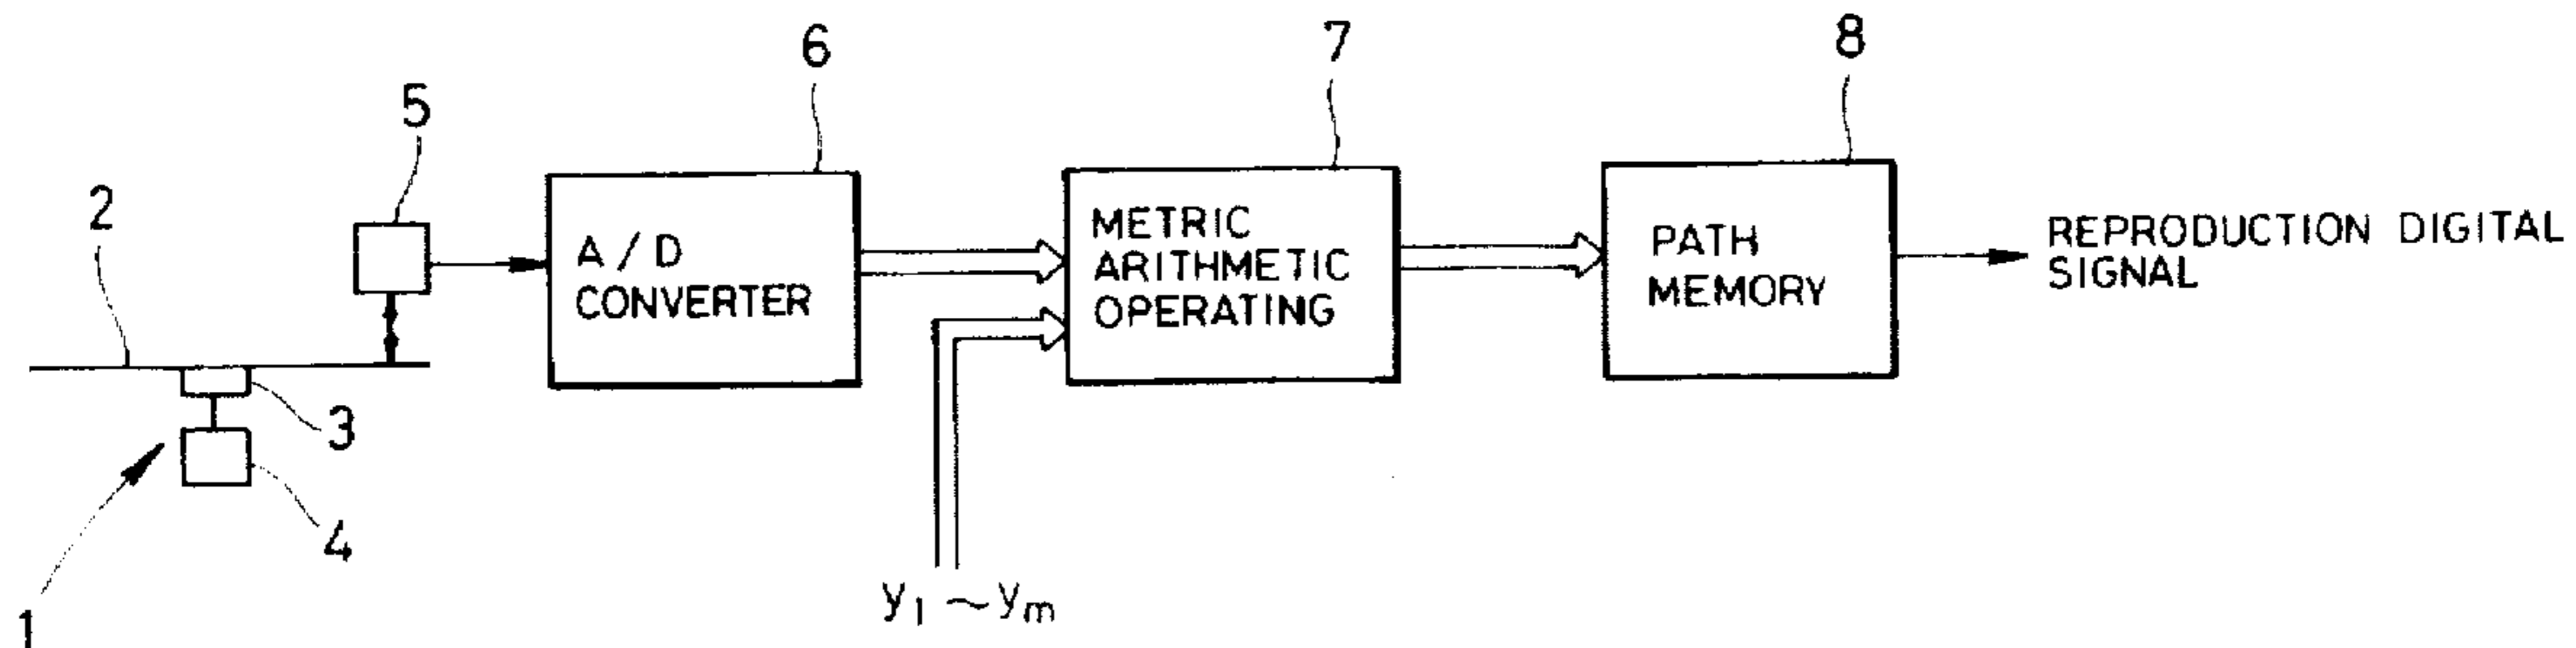 6
7
8
5
2
A / D
CONVERTER
METRIC
ARITHMETIC
OPERATING
PATH
MEMORY
REPRODUCTION DIGITAL
SIGNAL
3
4
1
y₁ ~ yₘ